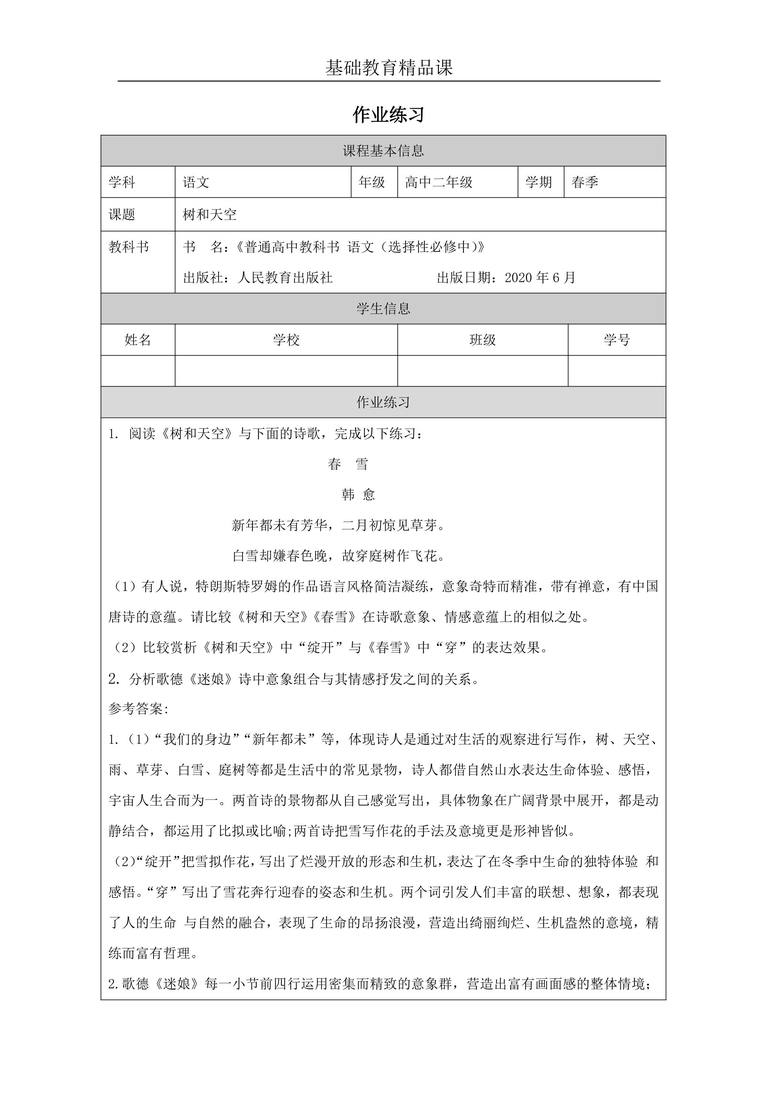 基础教育精品课
作业练习
课程基本信息
学科 语文 年级 高中二年级 学期 春季
课题 树和天空
教科书 书 名：《普通高中教科书 语文（选择性必修中）》
出版社：人民教育出版社 出版日期：2020 年 6 月
学生信息
姓名 学校 班级 学号
作业练习
1. 阅读《树和天空》与下面的诗歌，完成以下练习：
春 雪
韩 愈
新年都未有芳华，二月初惊见草芽。
白雪却嫌春色晚，故穿庭树作飞花。
（1）有人说，特朗斯特罗姆的作品语言风格简洁凝练，意象奇特而精准，带有禅意，有中国
唐诗的意蕴。请比较《树和天空》《春雪》在诗歌意象、情感意蕴上的相似之处。
（2）比较赏析《树和天空》中“绽开”与《春雪》中“穿”的表达效果。
2. 分析歌德《迷娘》诗中意象组合与其情感抒发之间的关系。
参考答案：
1.（1）“我们的身边”“新年都未”等，体现诗人是通过对生活的观察进行写作，树、天空、
雨、草芽、白雪、庭树等都是生活中的常见景物，诗人都借自然山水表达生命体验、感悟，
宇宙人生合而为一。两首诗的景物都从自己感觉写出，具体物象在广阔背景中展开，都是动
静结合，都运用了比拟或比喻;两首诗把雪写作花的手法及意境更是形神皆似。
（2）“绽开”把雪拟作花，写出了烂漫开放的形态和生机，表达了在冬季中生命的独特体验 和
感悟。“穿”写出了雪花奔行迎春的姿态和生机。两个词引发人们丰富的联想、想象，都表现
了人的生命 与自然的融合，表现了生命的昂扬浪漫，营造出绮丽绚烂、生机盎然的意境，精
练而富有哲理。
2.歌德《迷娘》每一小节前四行运用密集而精致的意象群，营造出富有画面感的整体情境；